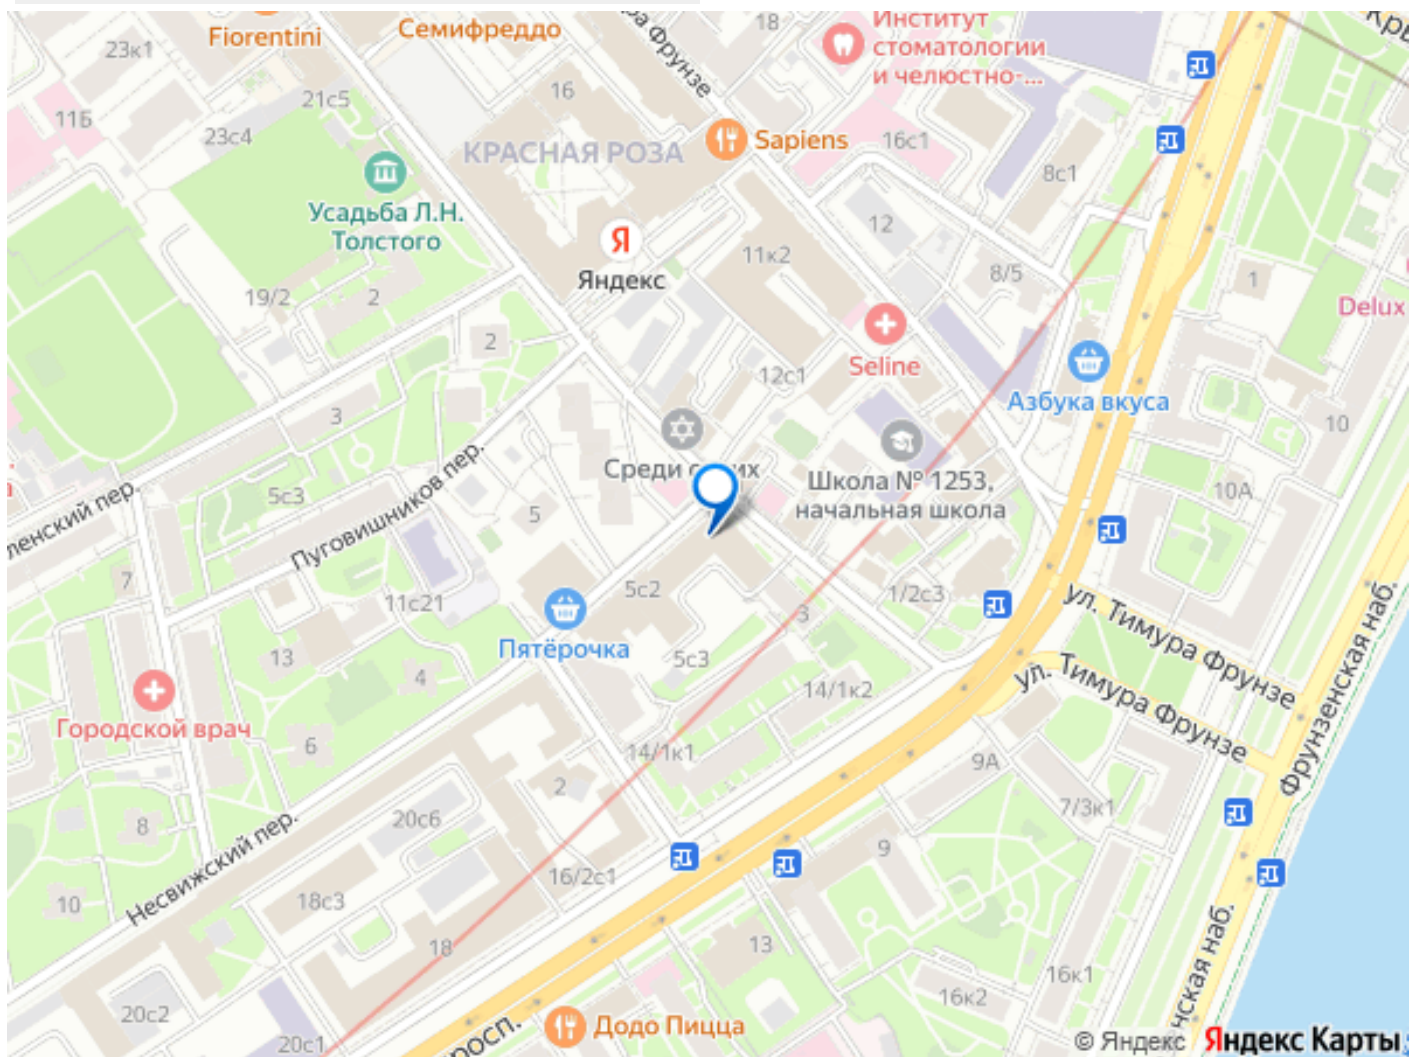 Fiorentini
Семифреддо
18
Институт
стоматологии
и челюстно-...
23к1
21с5
16
11Б
23с4
КРАСНАЯ РОЗА
Sapiens
16с1
8с1
Усадьба Л.Н.
Толстого
12
Яндекс
11к2
8/5
1
19/2
2
Delux
2
Seline
12с1
Азбука вкуса
3
10
Пуговишников пер.
Среди
Школа № 1253,
начальная школа
5с3
10А
5
7
11с21
5с2
1/2с3
3
ул. Тимура Фрунзе
Пятёрочка
13
5с3
4
14/1к2
ул. Тимура Фрунзе
Фрунзенская наб.
Городской врач
6
14/1к1
9А
2
7/3к1
20с6
8
Несвижский пер.
9
16/2с1
10
18с3
18
13
16к1
16к2
20с2
Додо Пицца
20с1
© Яндекс Яндекс Карты